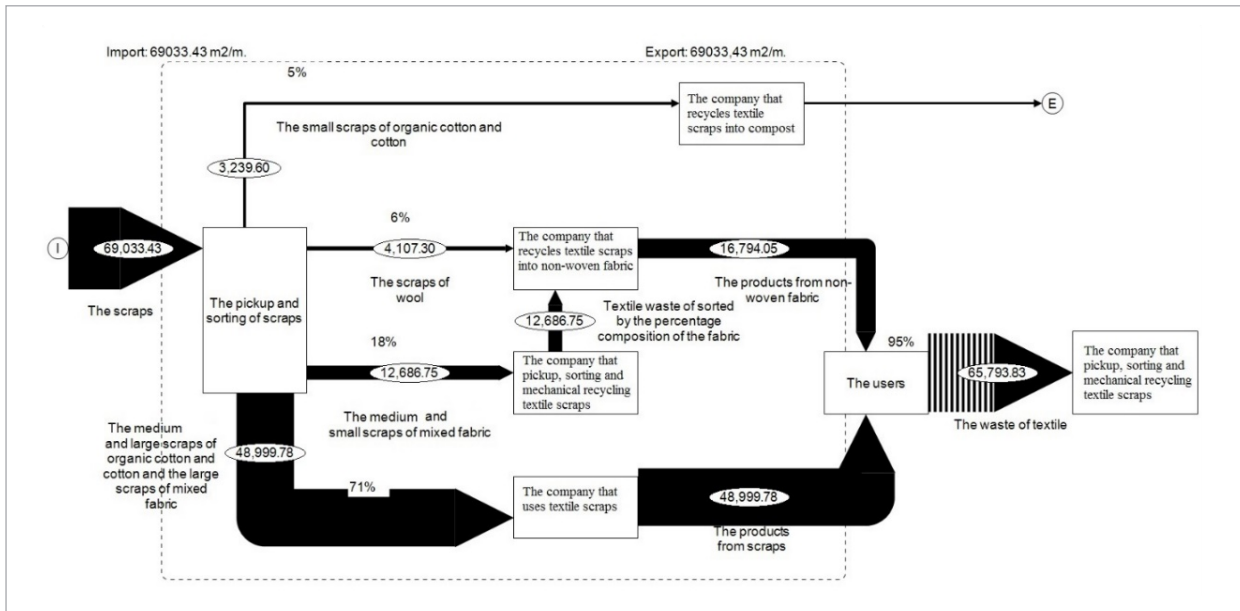 Import: 69033.43 m2/m.
Export: 69033,43 m2/m.
5%
The company that
recycles textile
scraps into compost
E
The small scraps of organic cotton and
cotton
3,239.60
I
69,033.43
The scraps
The pickup and
sorting of scraps
6%
4,107.30
The scraps of
wool
The company that
recycles textile scraps
into non-woven fabric
16,794.05
The products from non-
woven fabric
12,686.75
Textile waste of sorted
by the percentage
composition of the fabric
18%
12,686.75
The medium and
small scraps of mixed fabric
The company that
pickup, sorting and
mechanical recycling
textile scraps
95%
The users
65,793.83
The waste of textile
The company that
pickup, sorting and
mechanical recycling
textile scraps
The medium
and large scraps of
organic cotton and
cotton and the large
scraps of mixed
fabric
48,999.78
71%
The company that
uses textile scraps
48,999.78
The products
from scraps